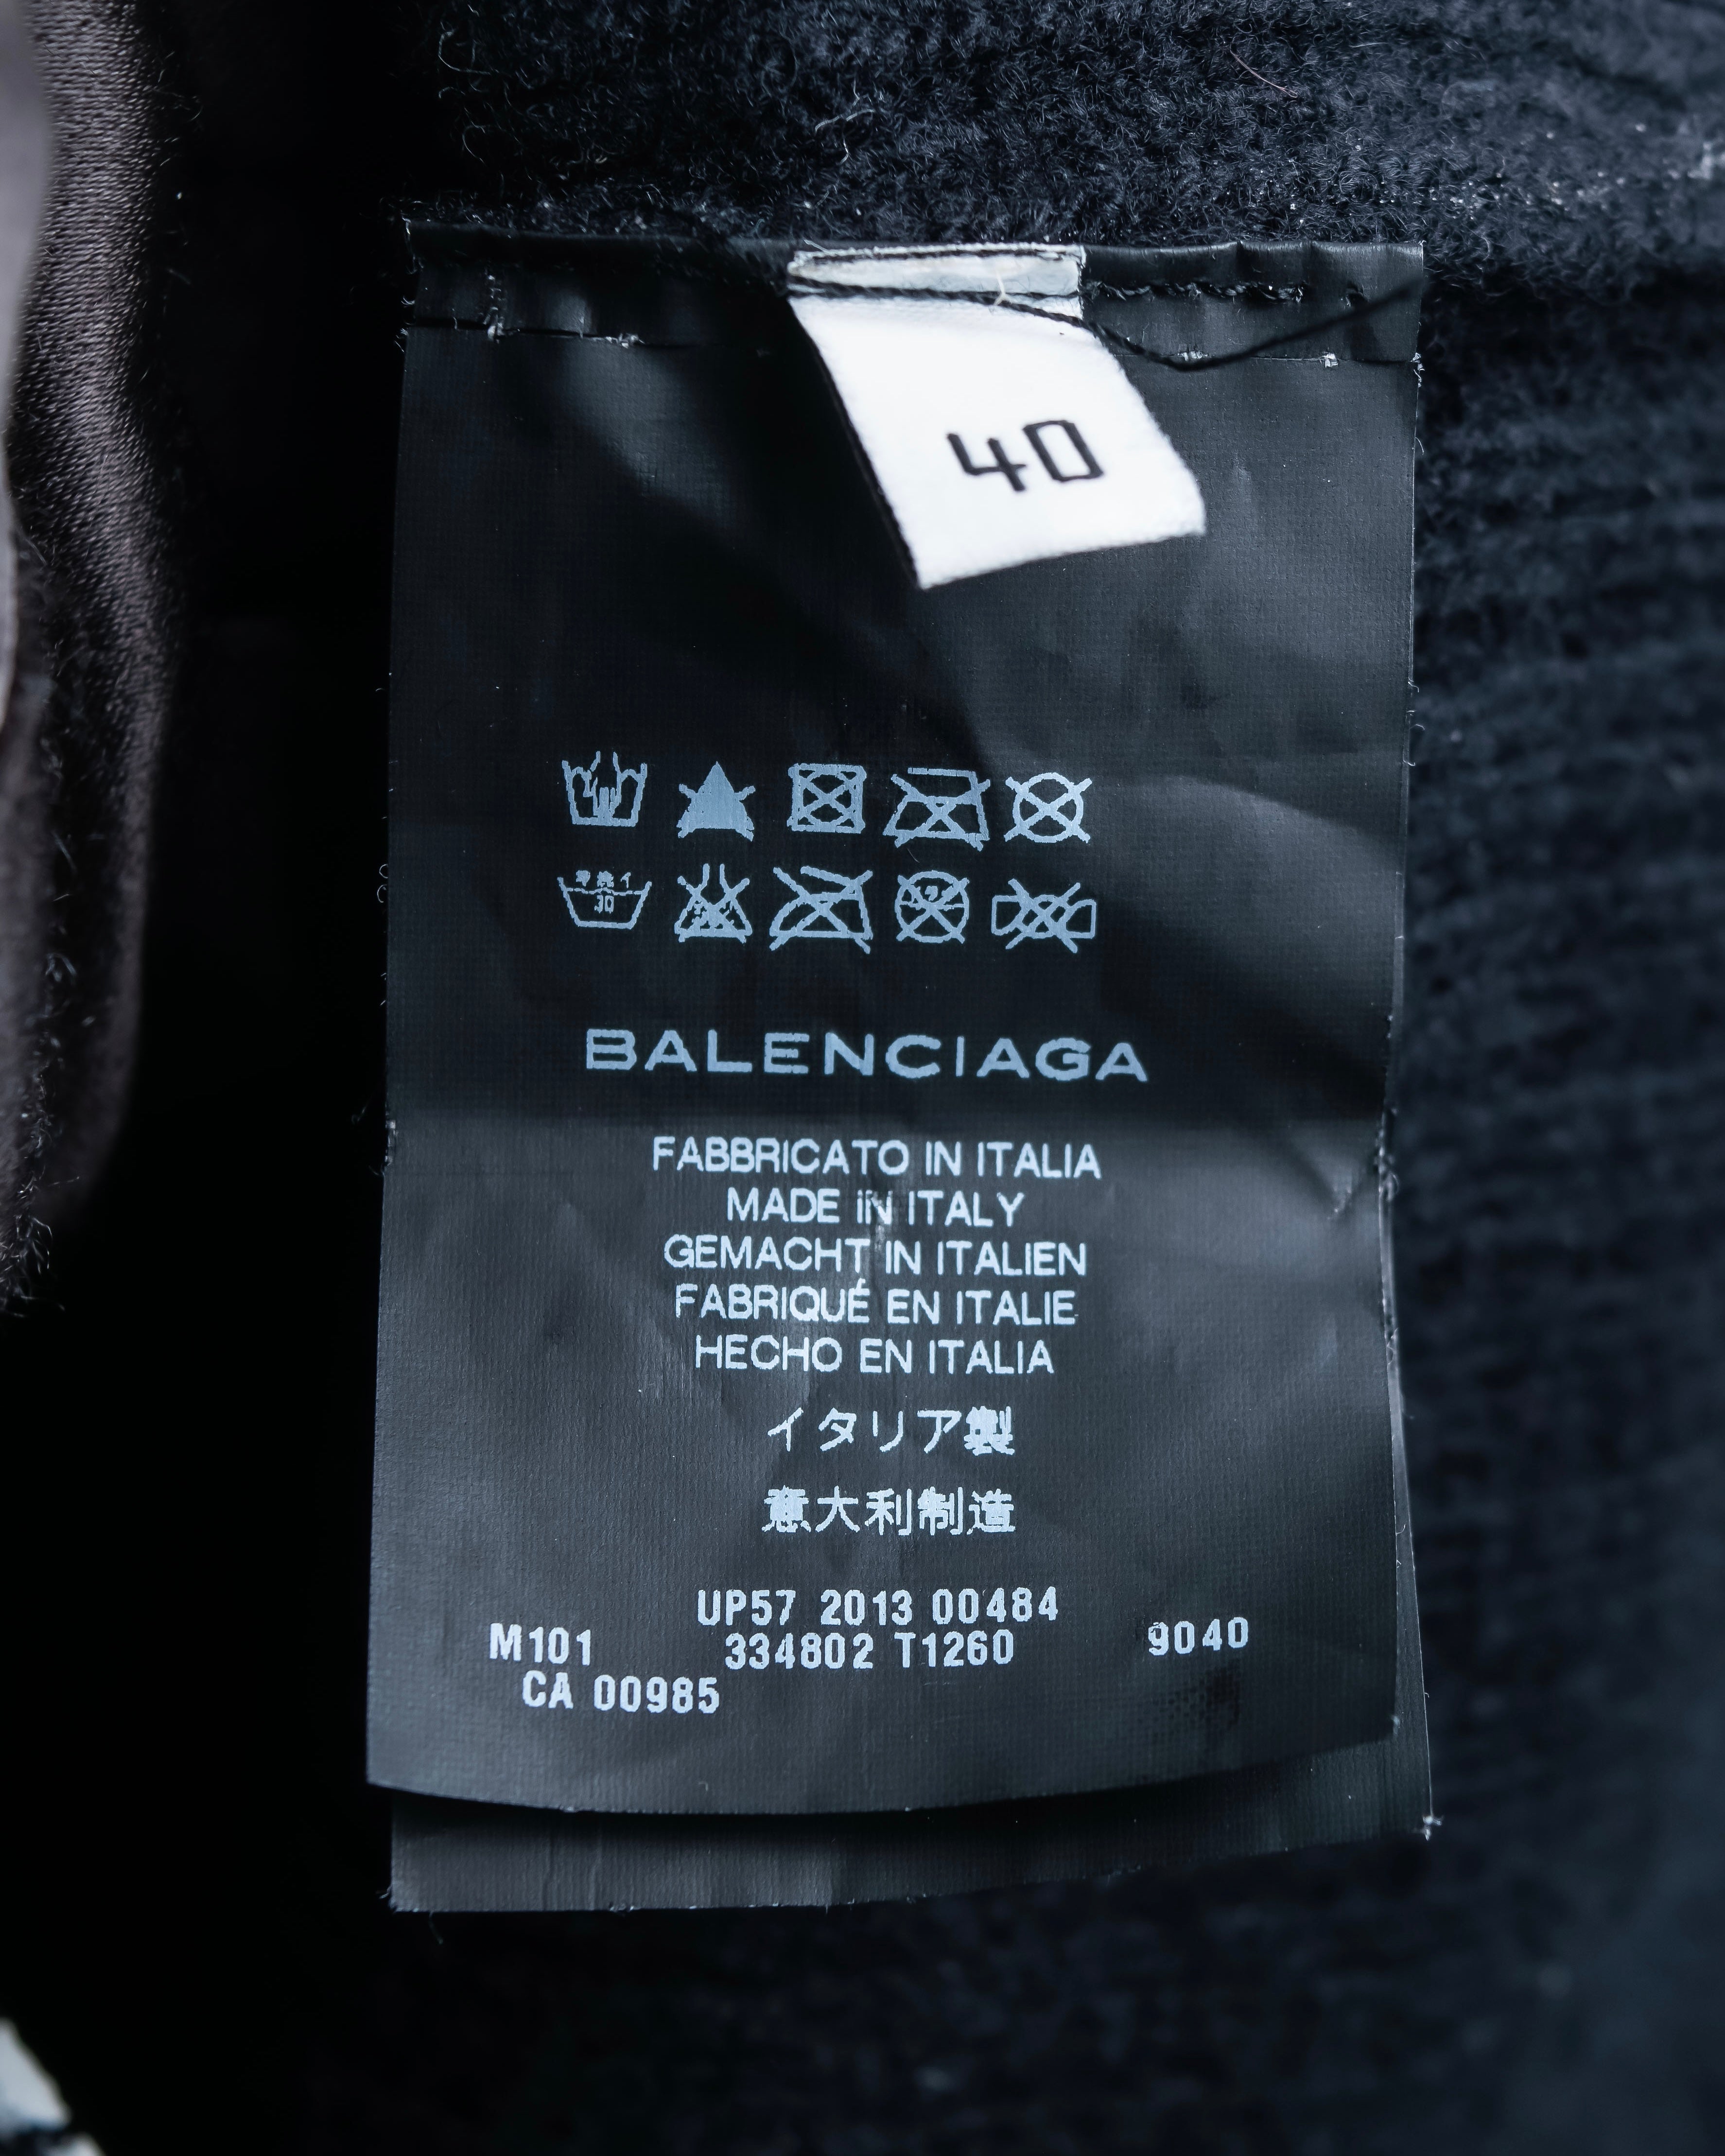 40
30
BALENCIAGA
FABBRICATO IN ITALIA
MADE IN ITALY
GEMACHT IN ITALIEN
FABRIQUÉ EN ITALIE
HECHO EN ITALIA
イタリア製
意大利制造
UP57 2013 00484
M101 334802 T1260 9040
CA 00985